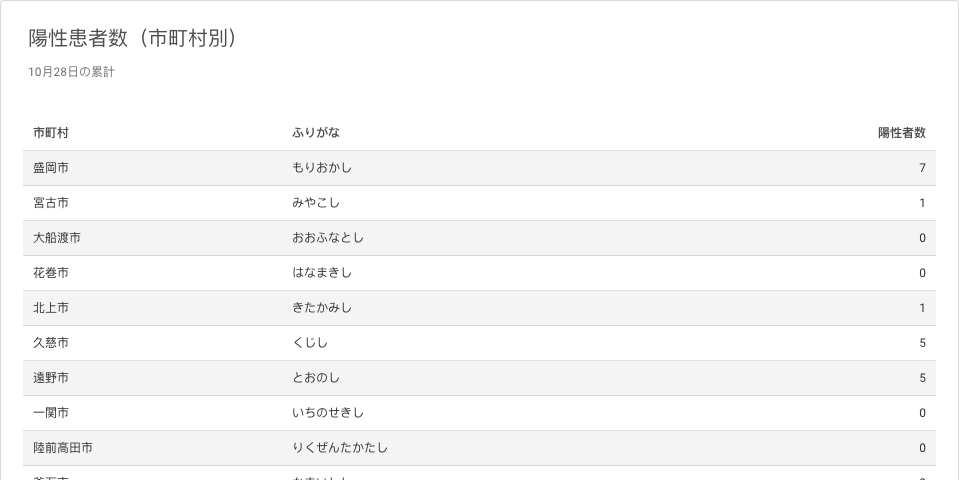 陽性患者数（市町村別）
10月28日の累計
市町村 ふりがな 陽性者数
盛岡市 もりおかし 7
宮古市 みやこし 1
大船渡市 おおふなとし 0
花巻市 はなまきし 0
北上市 きたかみし 1
久慈市 くじし 5
遠野市 とおのし 5
一関市 いちのせきし 0
陸前高田市 りくぜんたかたし 0